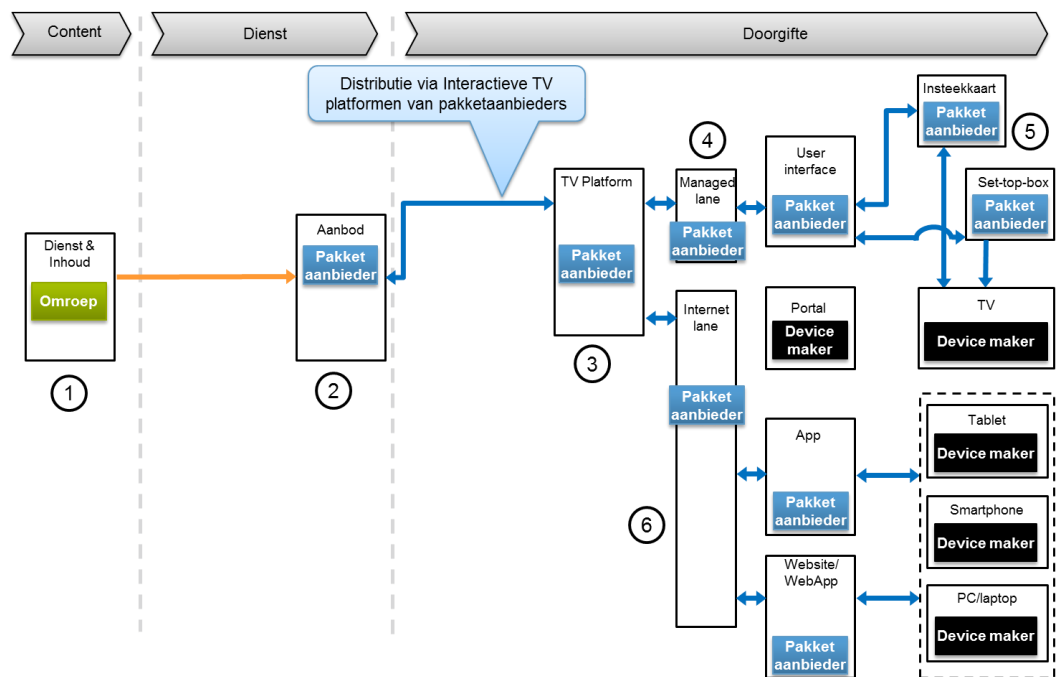 Content
Dienst
Doorgifte
Distributie via Interactieve TV
platformen van pakketaanbieders
Dienst &
Inhoud
Omroep
1
Aanbod
Pakket
aanbieder
2
TV Platform
Pakket
aanbieder
3
4
Managed
lane
Pakket
aanbieder
User
interface
Pakket
aanbieder
Insteekkaart
Pakket
aanbieder
5
Set-top-box
Pakket
aanbieder
TV
Device maker
Internet
lane
Pakket
aanbieder
6
Portal
Device
maker
App
Pakket
aanbieder
Website/
WebApp
Pakket
aanbieder
Tablet
Device maker
Smartphone
Device maker
PC/laptop
Device maker